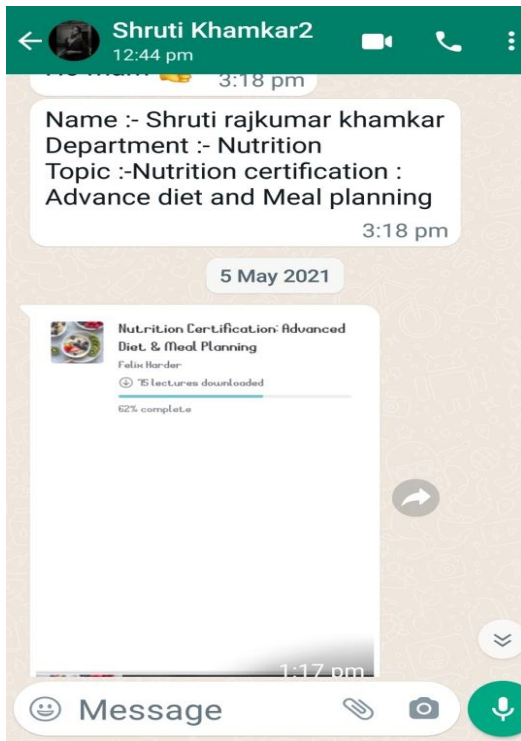 Shruti Khamkar2
12:44 pm
3:18 pm
Name :- Shruti rajkumar khamkar
Department :- Nutrition
Topic :-Nutrition certification :
Advance diet and Meal planning
3:18 pm
5 May 2021
Nutrition Certification: Advanced
Diet & Meal Planning
Felix Harder
75 lectures downloaded
62% complete
1:17 pm
Message